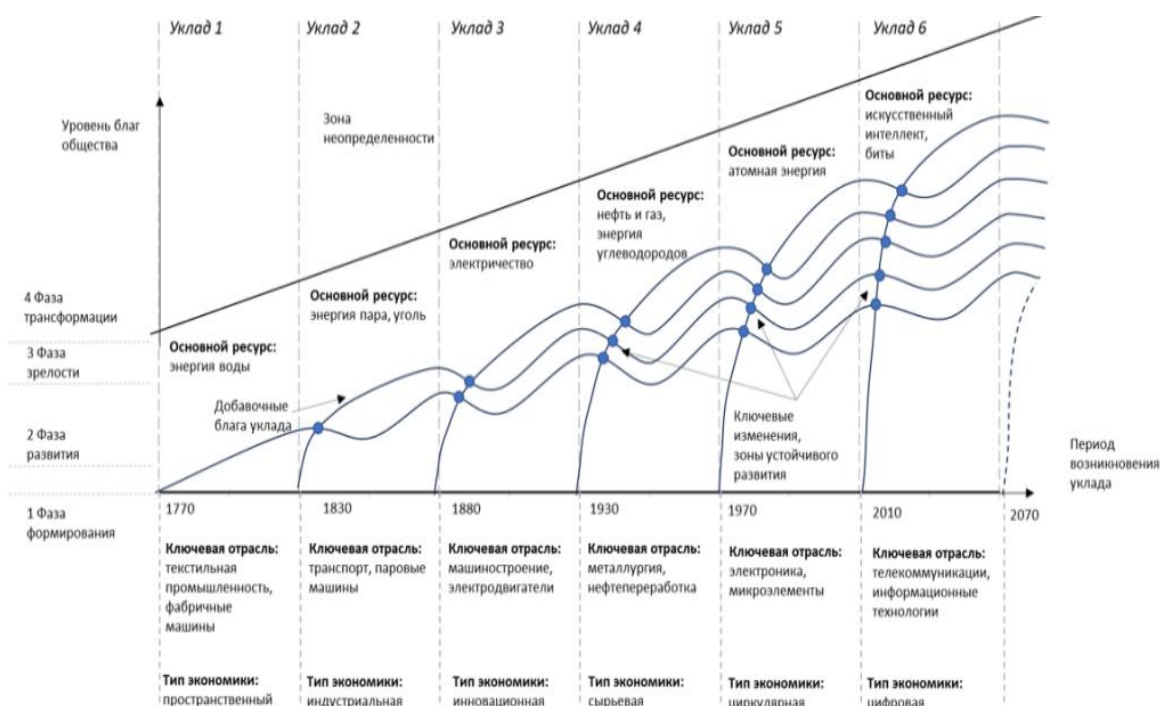 Уклад 1
Уклад 2
Уклад 3
Уклад 4
Уклад 5
Уклад 6
Уровень благ
общества
Зона
неопределенности
Основной ресурс:
искусственный
интеллект,
биты
Основной ресурс:
атомная энергия
Основной ресурс:
нефть и газ,
энергия
углеводородов
Основной ресурс:
электричество
Основной ресурс:
энергия пара, уголь
Основной ресурс:
энергия воды
4 Фаза
трансформации
3 Фаза
зрелости
2 Фаза
развития
1 Фаза
формирования
Добавочные
блага уклада
Ключевые
изменения,
зоны устойчивого
развития
Период
возникновения
уклада
1770
1830
1880
1930
1970
2010
2070
Ключевая отрасль:
текстильная
промышленность,
фабричные
машины
Ключевая отрасль:
транспорт, паровые
машины
Ключевая отрасль:
машиностроение,
электродвигатели
Ключевая отрасль:
металлургия,
нефтепереработка
Ключевая отрасль:
электроника,
микроэлементы
Ключевая отрасль:
телекоммуникации,
информационные
технологии
Тип экономики:
пространственный
Тип экономики:
индустриальная
Тип экономики:
инновационная
Тип экономики:
сырьевая
Тип экономики:
циркулярная
Тип экономики:
цифровая